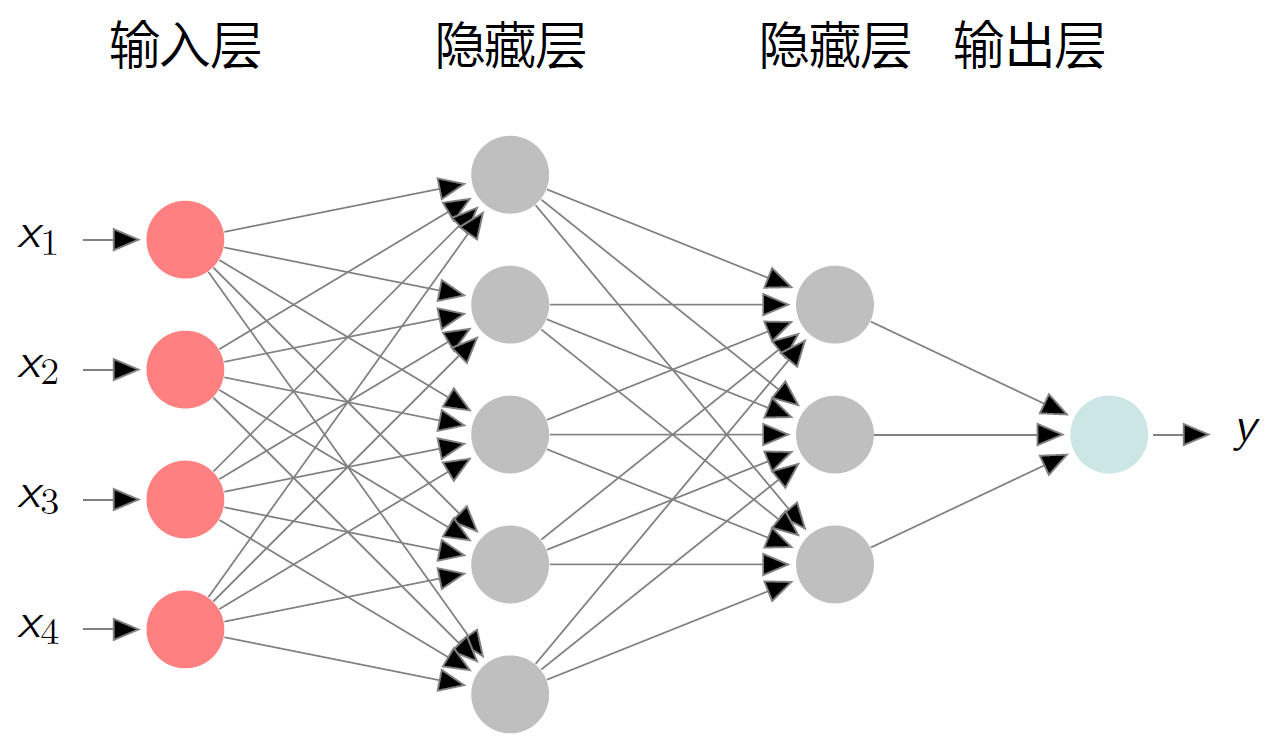 输入层 隐藏层 隐藏层 输出层
x₁
x₂
x₃
x₄
y